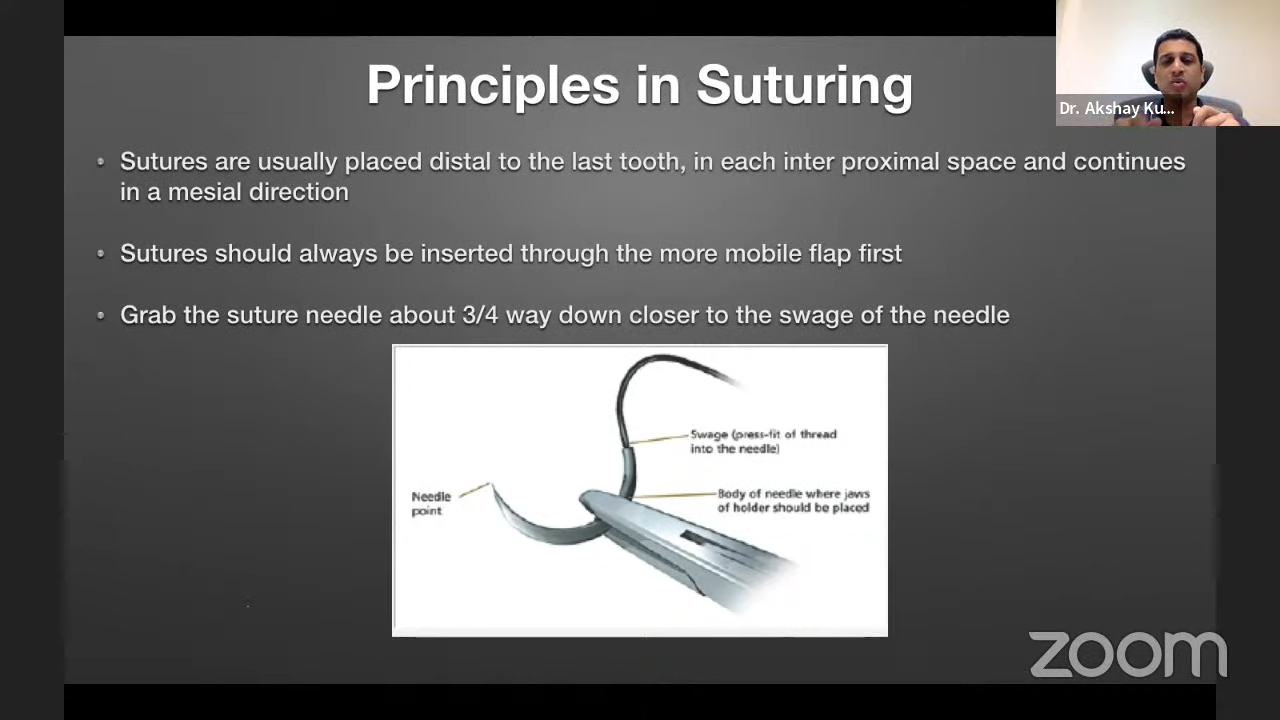 Principles in Suturing
Dr. Akshay Ku...
Sutures are usually placed distal to the last tooth, in each inter proximal space and continues
in a mesial direction
Sutures should always be inserted through the more mobile flap first
Grab the suture needle about 3/4 way down closer to the swage of the needle
Swage (press-fit of thread
into the needle)
Needle
point
Body of needle where jaws
of holder should be placed
zoom